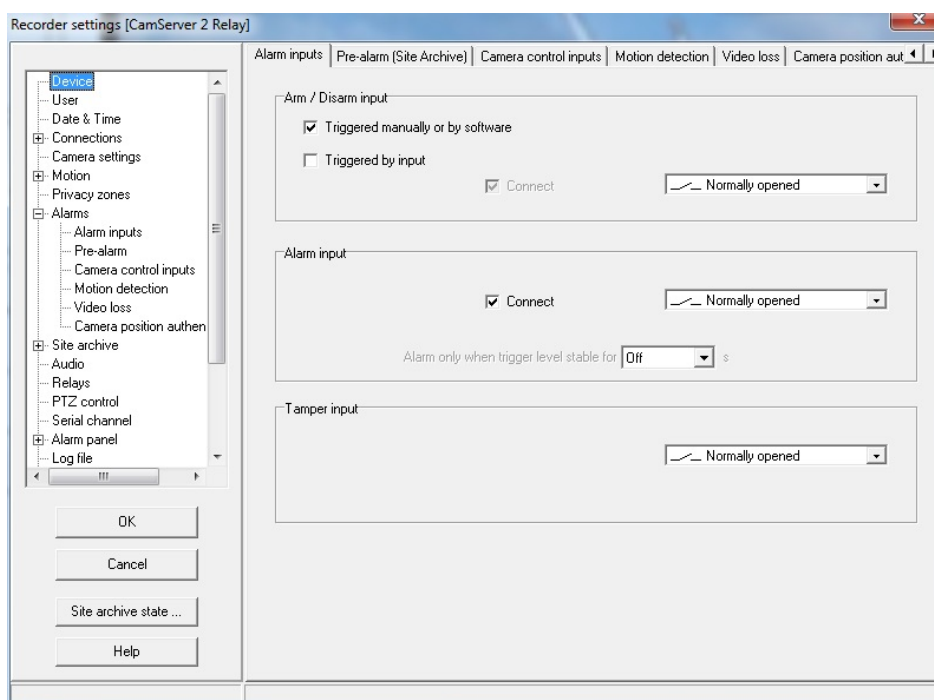 Recorder settings [CamServer 2 Relay]
Device
User
Date & Time
Connections
Camera settings
Motion
Privacy zones
Alarms
Alarm inputs
Pre-alarm
Camera control inputs
Motion detection
Video loss
Camera position authen
Site archive
Audio
Relays
PTZ control
Serial channel
Alarm panel
Log file
OK
Cancel
Site archive state ...
Help
Alarm inputs
Pre-alarm (Site Archive)
Camera control inputs
Motion detection
Video loss
Camera position aut
Arm / Disarm input
Triggered manually or by software
Triggered by input
Connect
Normally opened
Alarm input
Connect
Normally opened
Alarm only when trigger level stable for Off s
Tamper input
Normally opened